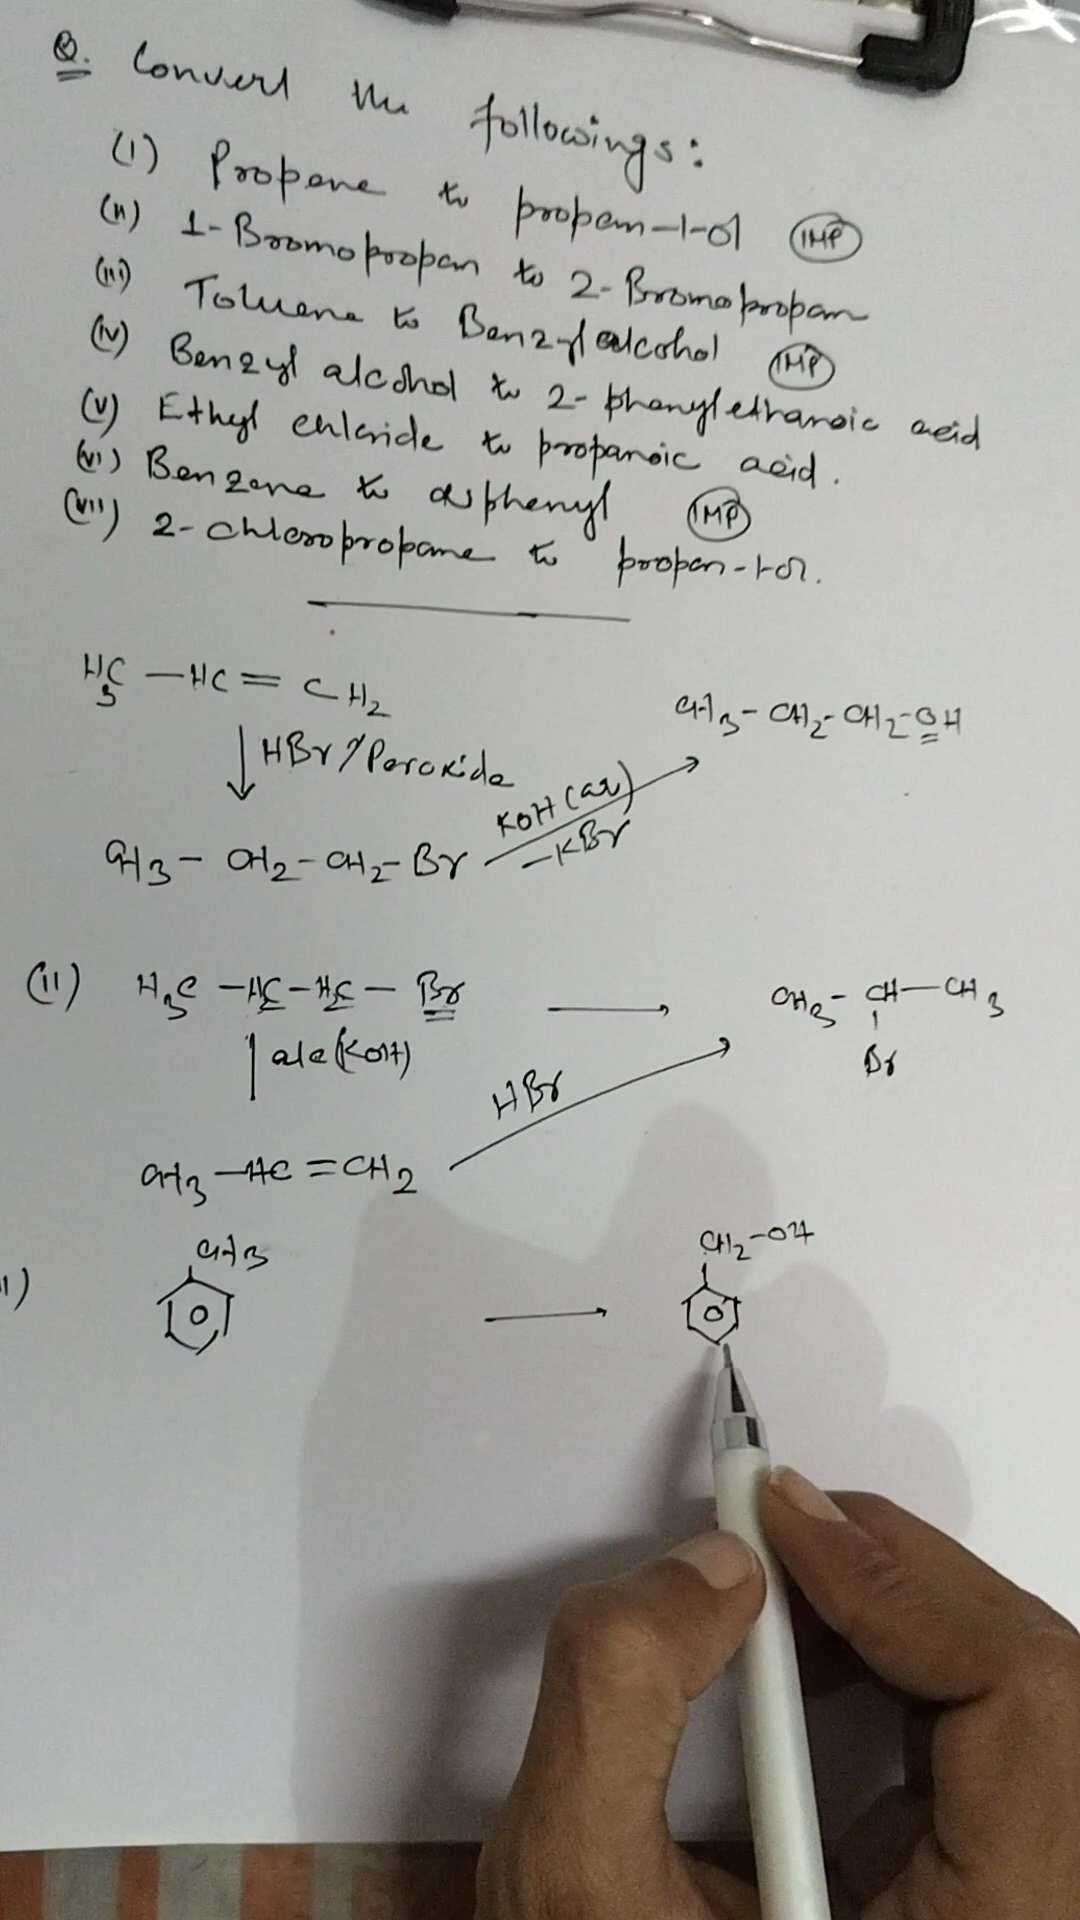 Q. Convert the followings:
(I) Propene to propan-1-ol (IMP)
(II) 1-Bromopropan to 2-Bromopropan
(III) Toluene to Benzyl alcohol (IMP)
(IV) Benzyl alcohol to 2-phenylethanoic acid
(V) Ethyl chloride to propanoic acid.
(VI) Benzene to diphenyl (IMP)
(VII) 2-chloropropane to propan-1-ol.
H3C - HC = CH2
CH3 - CH2 - CH2 - OH
HBr / Peroxide
KOH (aq)
CH3 - CH2 - CH2 - Br
-KBr
(II) H3C - H2C - H2C - Br → CH3 - CH - CH3
alc (KOH)
Br
HBr
CH3 - HC = CH2
CH3
CH2 - OH